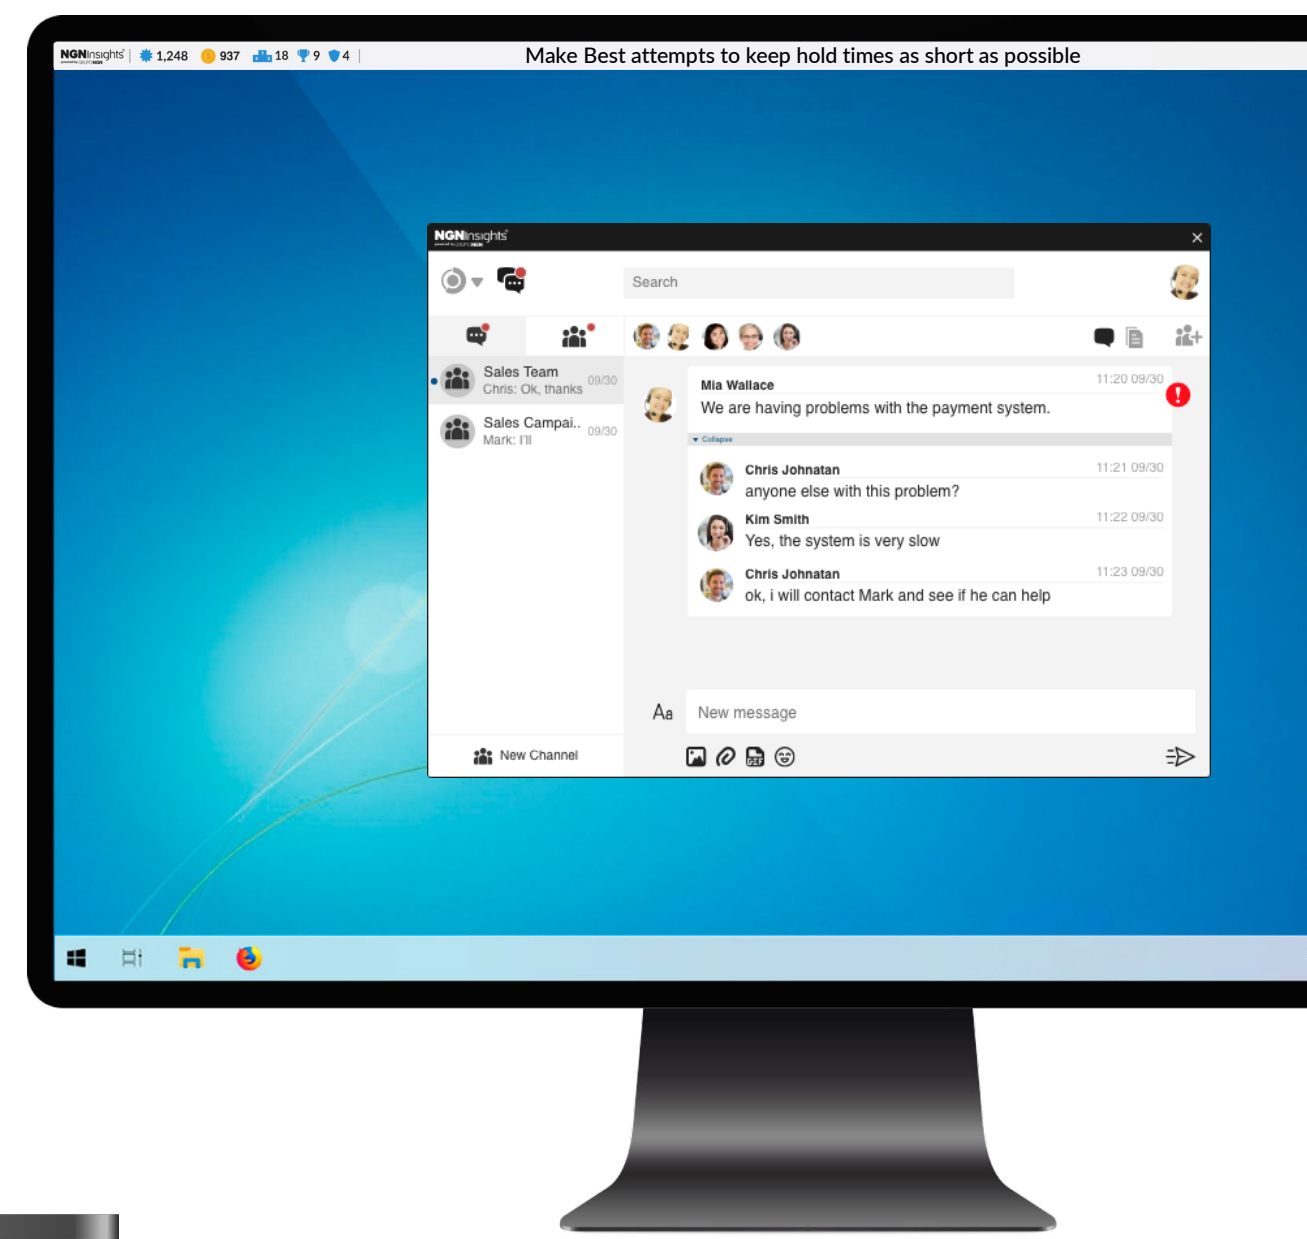 NGNInsights 1,248 937 18 9 4
Make Best attempts to keep hold times as short as possible
NGNInsights
Search
Sales Team
Chris: Ok, thanks 09/30
Sales Campai..
Mark: I'll 09/30
New Channel
Mia Wallace 11:20 09/30
We are having problems with the payment system.
Collapse
Chris Johnatan 11:21 09/30
anyone else with this problem?
Kim Smith 11:22 09/30
Yes, the system is very slow
Chris Johnatan 11:23 09/30
ok, i will contact Mark and see if he can help
Aa New message
GIF